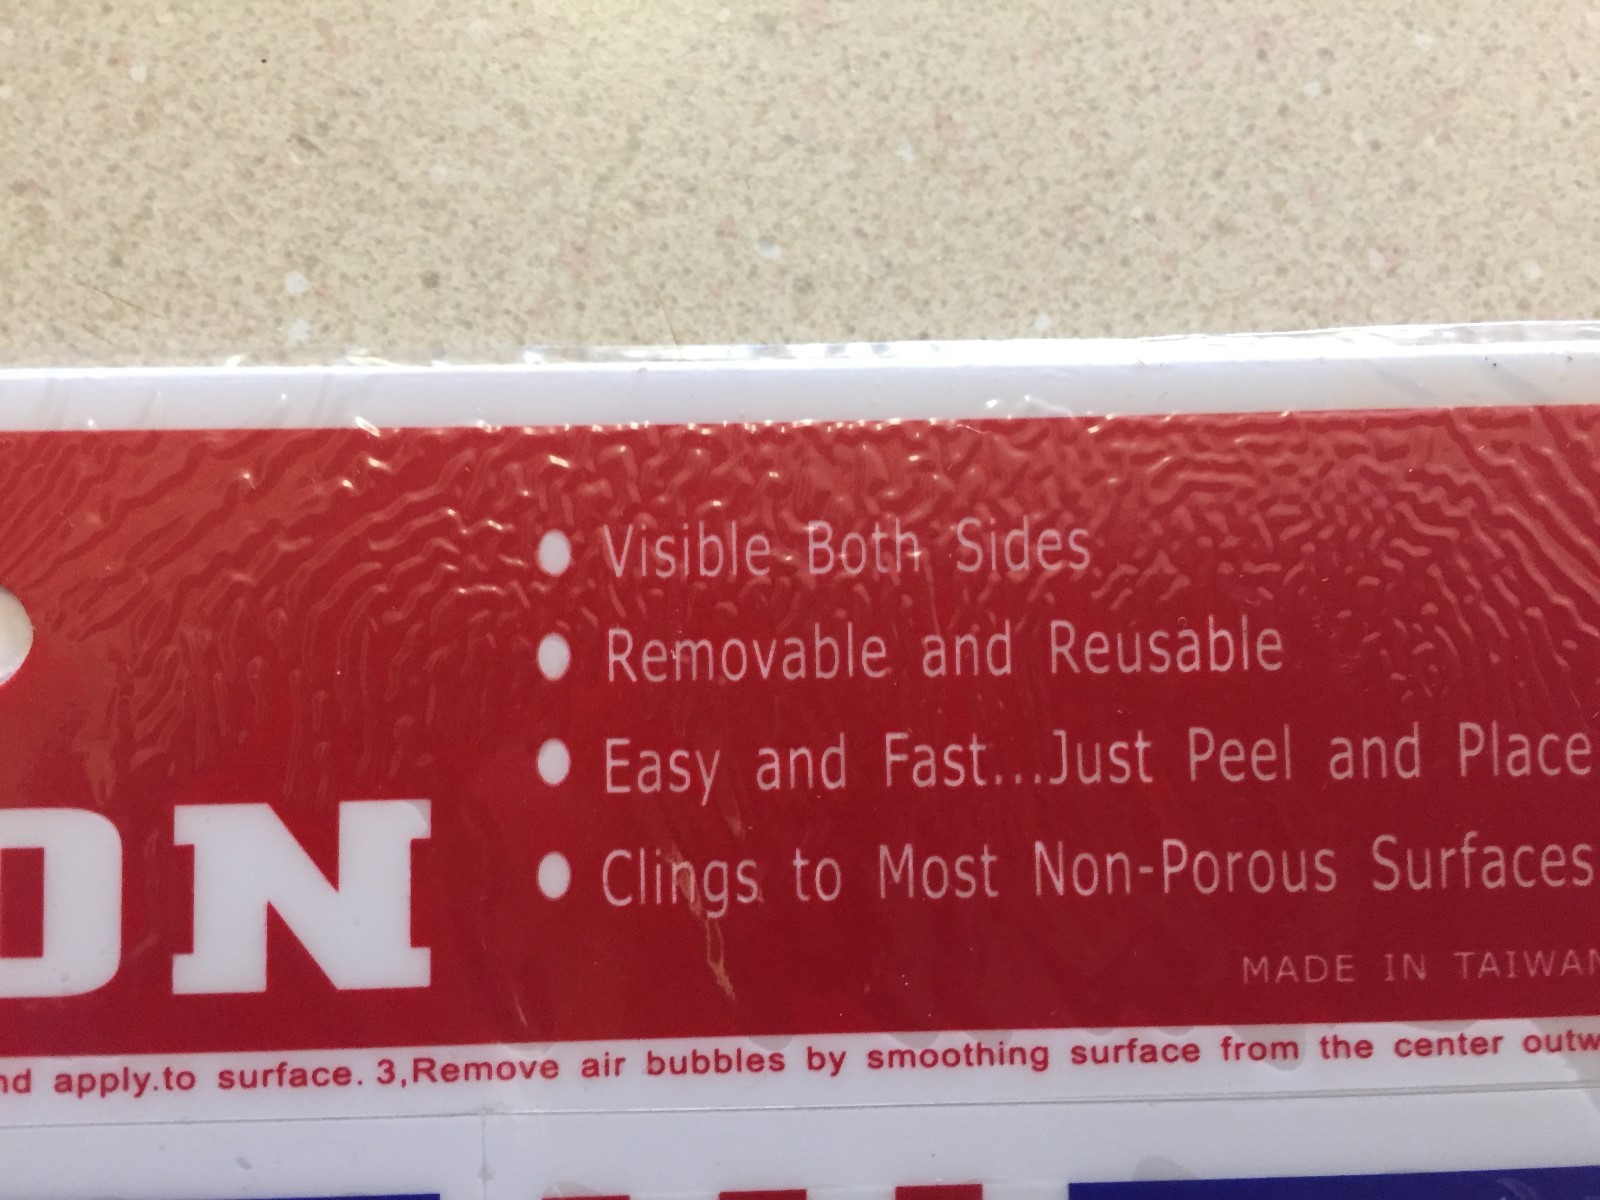 Visible Both Sides
Removable and Reusable
Easy and Fast...Just Peel and Place
Clings to Most Non-Porous Surfaces
ON
MADE IN TAIWAN
nd apply.to surface. 3,Remove air bubbles by smoothing surface from the center outw